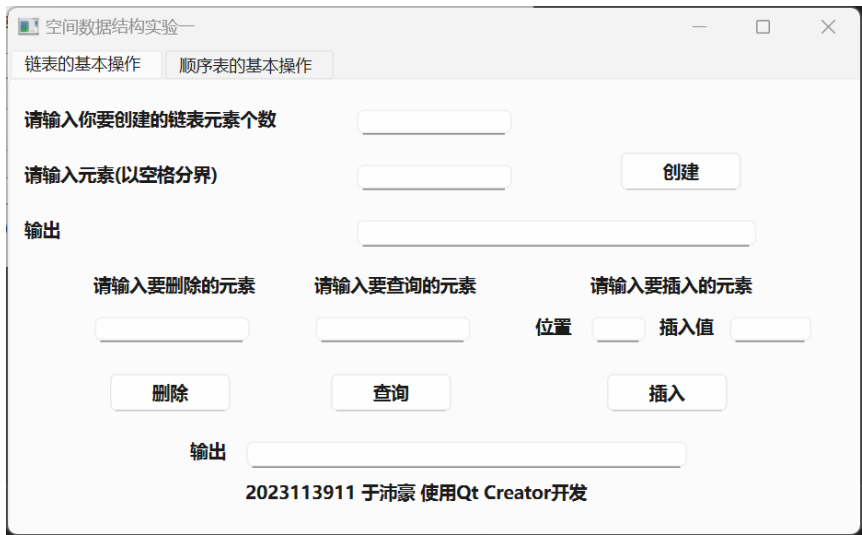 空间数据结构实验一
链表的基本操作 顺序表的基本操作
请输入你要创建的链表元素个数
请输入元素(以空格分界)
创建
输出
请输入要删除的元素 请输入要查询的元素 请输入要插入的元素
位置 插入值
删除 查询 插入
输出
2023113911 于沛豪 使用Qt Creator开发